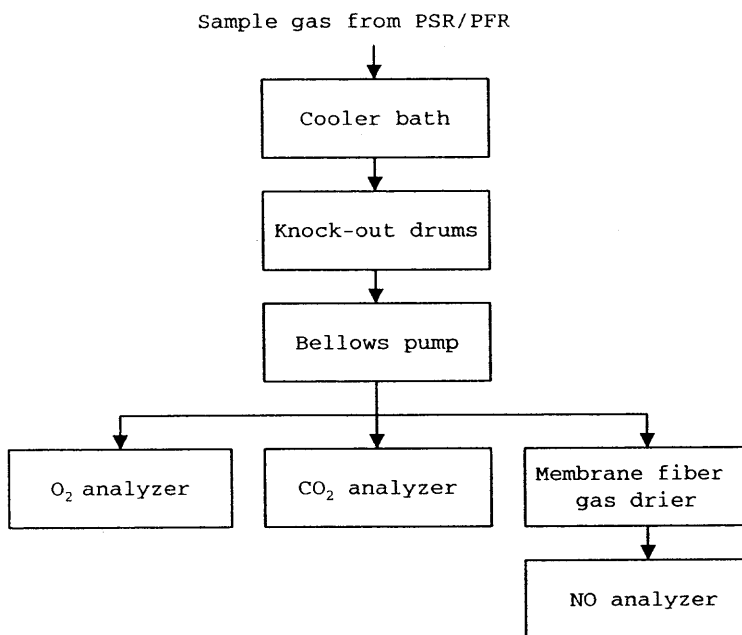 Sample gas from PSR/PFR
Cooler bath
Knock-out drums
Bellows pump
O₂ analyzer
CO₂ analyzer
Membrane fiber
gas drier
NO analyzer